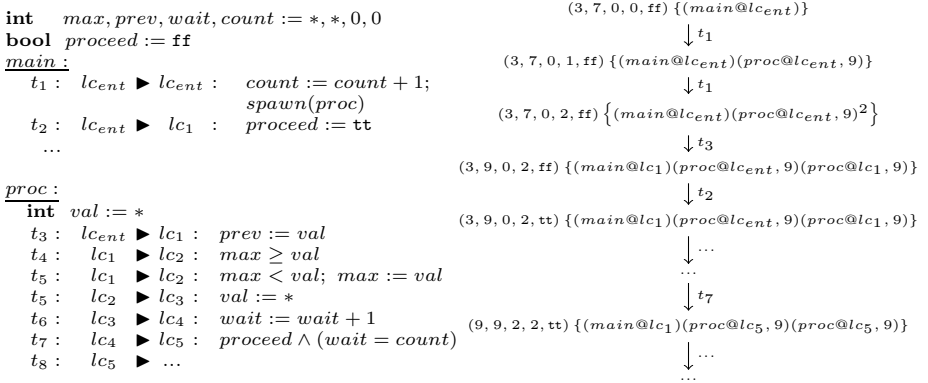 int max, prev, wait, count := *, *, 0, 0
bool proceed := ff
main :
t1 : lcent ▶ lcent : count := count + 1;
spawn(proc)
t2 : lcent ▶ lc1 : proceed := tt
...
proc :
int val := *
t3 : lcent ▶ lc1 : prev := val
t4 : lc1 ▶ lc2 : max ≥ val
t5 : lc1 ▶ lc2 : max < val; max := val
t5 : lc2 ▶ lc3 : val := *
t6 : lc3 ▶ lc4 : wait := wait + 1
t7 : lc4 ▶ lc5 : proceed ∧ (wait = count)
t8 : lc5 ▶ ...
(3, 7, 0, 0, ff) {(main@lcent)}
↓ t1
(3, 7, 0, 1, ff) {(main@lcent)(proc@lcent, 9)}
↓ t1
(3, 7, 0, 2, ff) {(main@lcent)(proc@lcent, 9)²}
↓ t3
(3, 9, 0, 2, ff) {(main@lc1)(proc@lcent, 9)(proc@lc1, 9)}
↓ t2
(3, 9, 0, 2, tt) {(main@lc1)(proc@lcent, 9)(proc@lc1, 9)}
↓ ...
...
↓ t7
(9, 9, 2, 2, tt) {(main@lc1)(proc@lc5, 9)(proc@lc5, 9)}
↓ ...
...